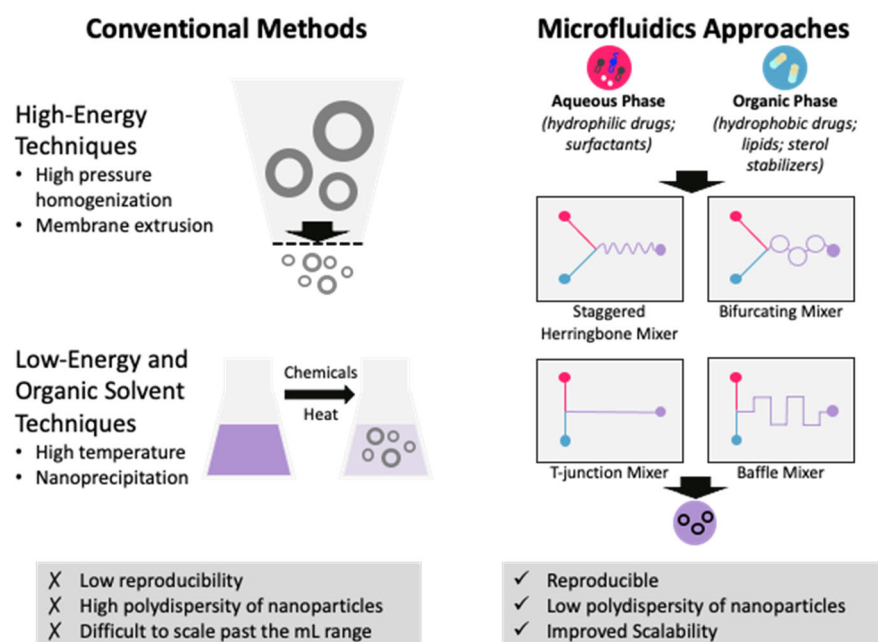 Conventional Methods
High-Energy
Techniques
• High pressure
homogenization
• Membrane extrusion
Low-Energy and
Organic Solvent
Techniques
• High temperature
• Nanoprecipitation
Chemicals
Heat
✗ Low reproducibility
✗ High polydispersity of nanoparticles
✗ Difficult to scale past the mL range
Microfluidics Approaches
Aqueous Phase
(hydrophilic drugs;
surfactants)
Organic Phase
(hydrophobic drugs;
lipids; sterol
stabilizers)
Staggered
Herringbone Mixer
Bifurcating Mixer
T-junction Mixer
Baffle Mixer
✓ Reproducible
✓ Low polydispersity of nanoparticles
✓ Improved Scalability